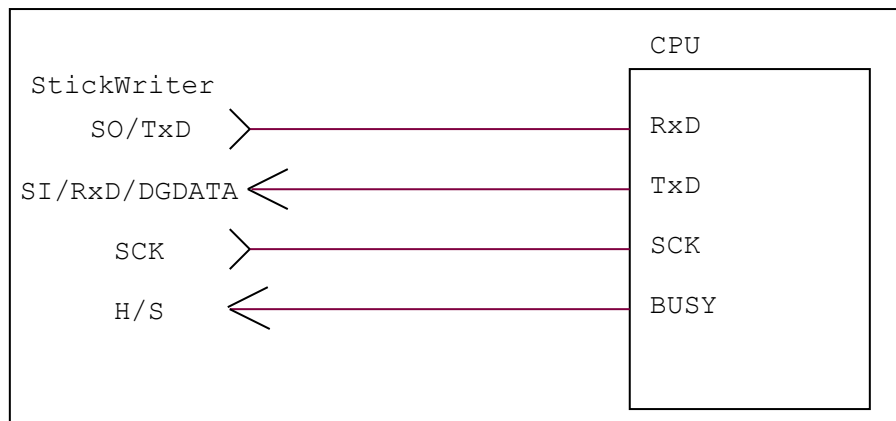 CPU
StickWriter
SO/TxD RxD
SI/RxD/DGDATA TxD
SCK SCK
H/S BUSY